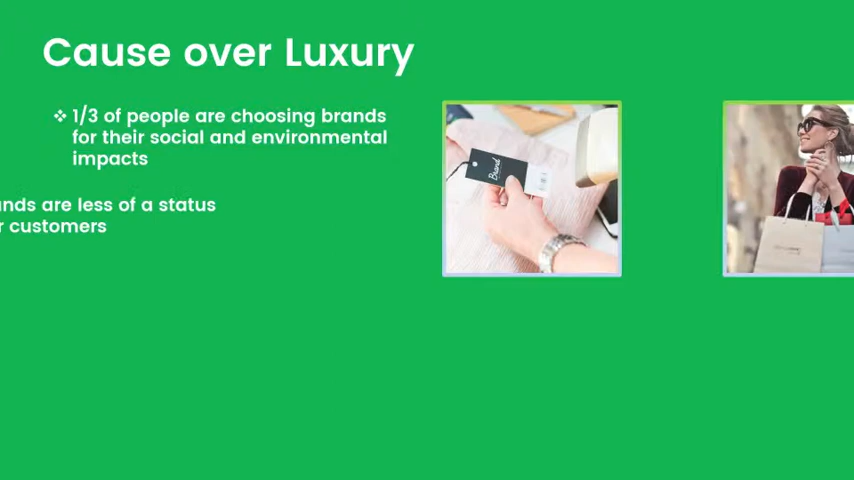 Cause over Luxury
❖ 1/3 of people are choosing brands
for their social and environmental
impacts
are less of a status
customers
Brand